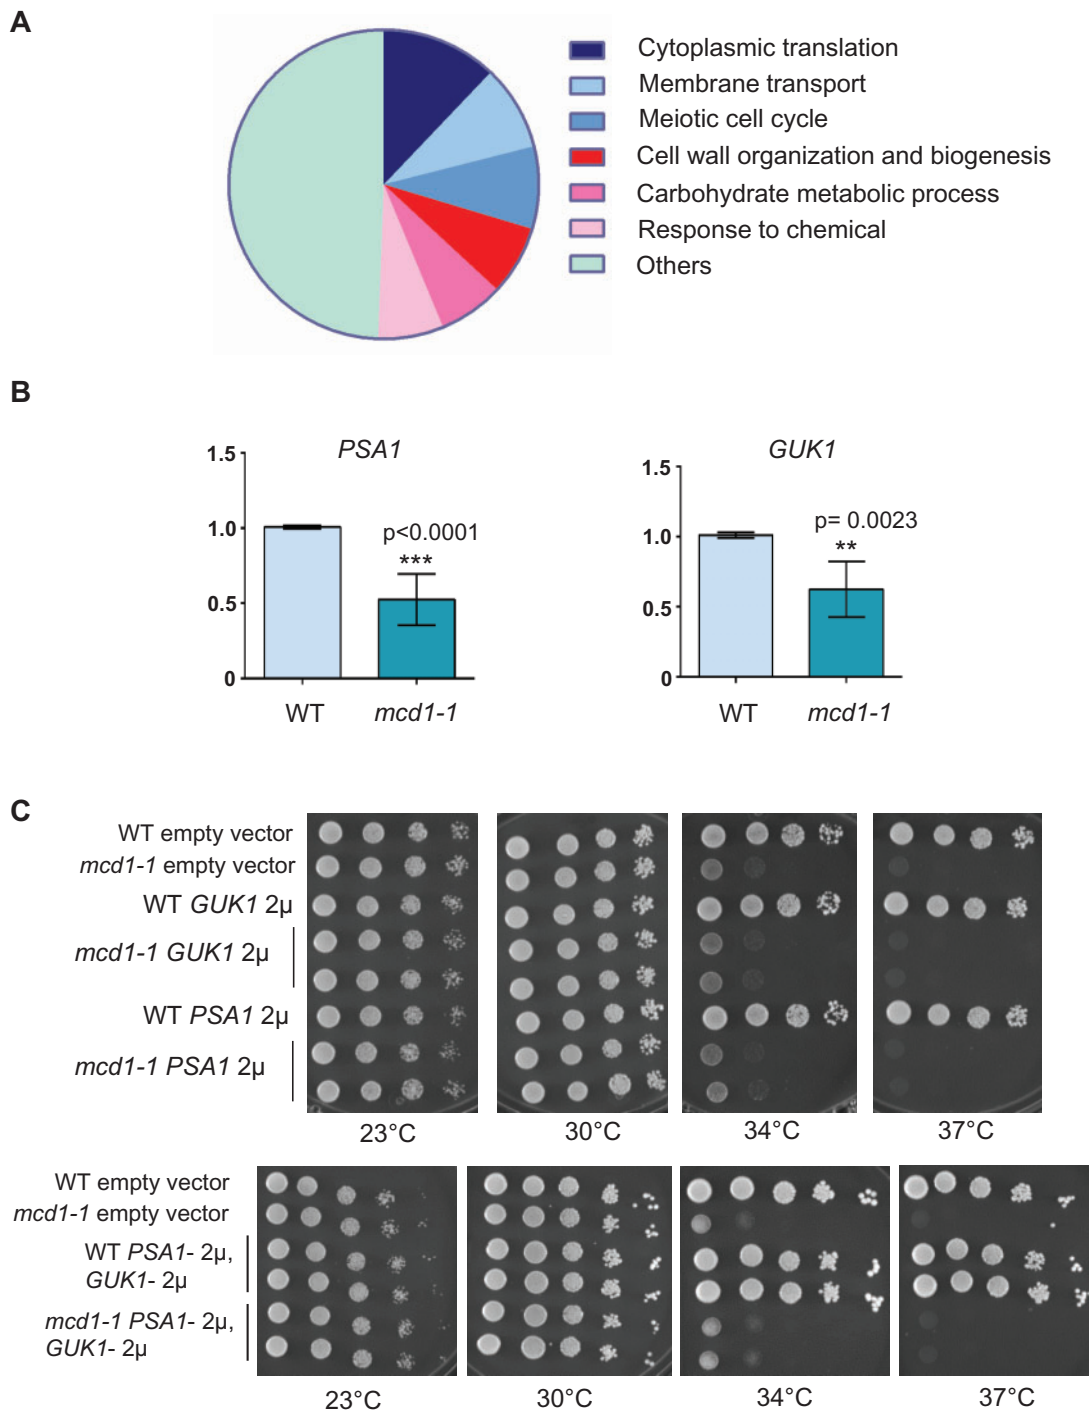 A
Cytoplasmic translation
Membrane transport
Meiotic cell cycle
Cell wall organization and biogenesis
Carbohydrate metabolic process
Response to chemical
Others
B
PSA1
1.5
1.0
0.5
0
p<0.0001
***
WT
mcd1-1
GUK1
1.5
1.0
0.5
0
p= 0.0023
**
WT
mcd1-1
C
WT empty vector
mcd1-1 empty vector
WT GUK1 2µ
mcd1-1 GUK1 2µ
WT PSA1 2µ
mcd1-1 PSA1 2µ
23°C
30°C
34°C
37°C
WT empty vector
mcd1-1 empty vector
WT PSA1- 2µ,
GUK1- 2µ
mcd1-1 PSA1- 2µ,
GUK1- 2µ
23°C
30°C
34°C
37°C